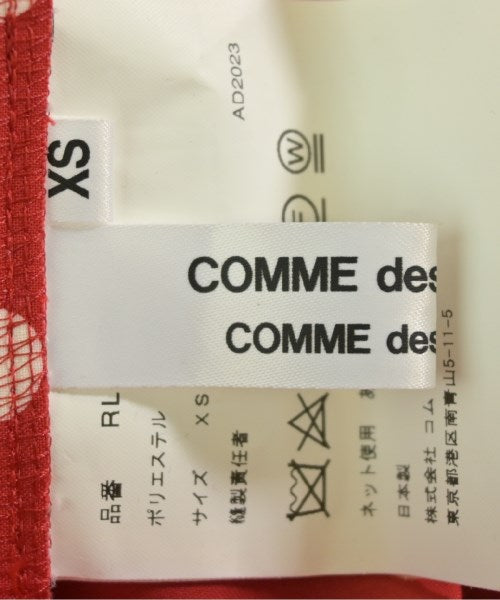 XS
COMME des
COMME des
AD2023
W
F
品番 RL
ポリエステル
サイズ XS
縫製責任者
ネット使用 あ
日本製
株式会社 コム
東京都港区南青山5-11-5